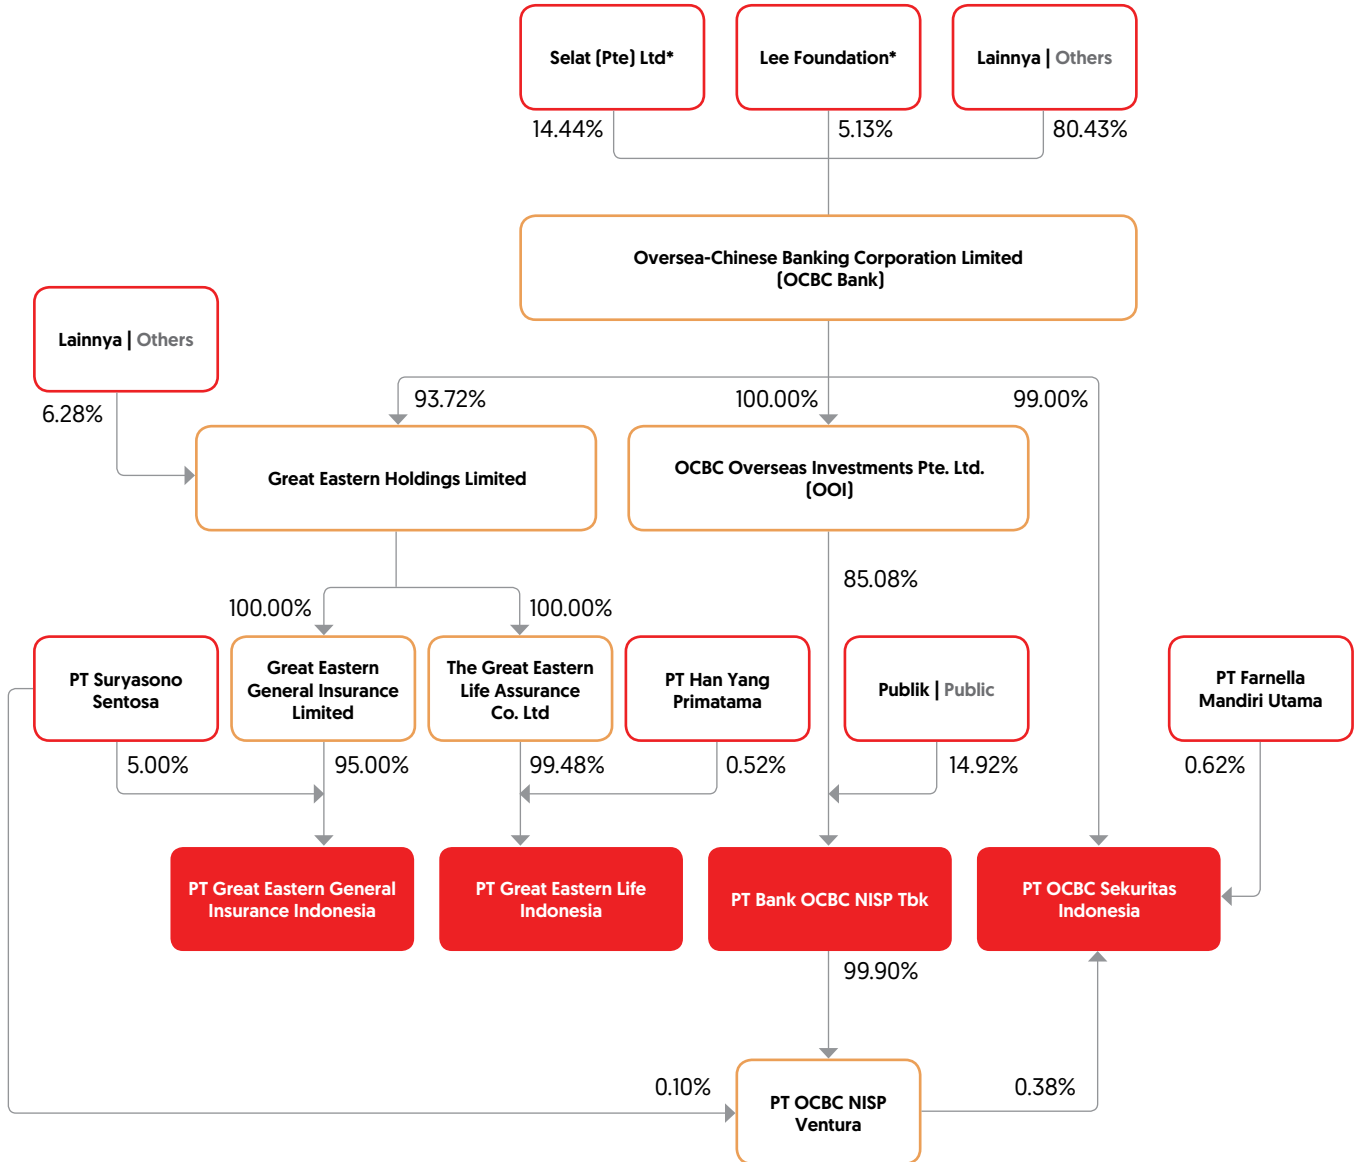 Selat (Pte) Ltd*
Lee Foundation*
Lainnya | Others
14.44%
5.13%
80.43%
Oversea-Chinese Banking Corporation Limited
(OCBC Bank)
Lainnya | Others
6.28%
93.72%
100.00%
99.00%
Great Eastern Holdings Limited
OCBC Overseas Investments Pte. Ltd.
(OOI)
85.08%
100.00%
100.00%
PT Suryasono
Sentosa
Great Eastern
General Insurance
Limited
The Great Eastern
Life Assurance
Co. Ltd
PT Han Yang
Primatama
Publik | Public
PT Farnella
Mandiri Utama
5.00%
95.00%
99.48%
0.52%
14.92%
0.62%
PT Great Eastern General
Insurance Indonesia
PT Great Eastern Life
Indonesia
PT Bank OCBC NISP Tbk
PT OCBC Sekuritas
Indonesia
99.90%
0.10%
PT OCBC NISP
Ventura
0.38%